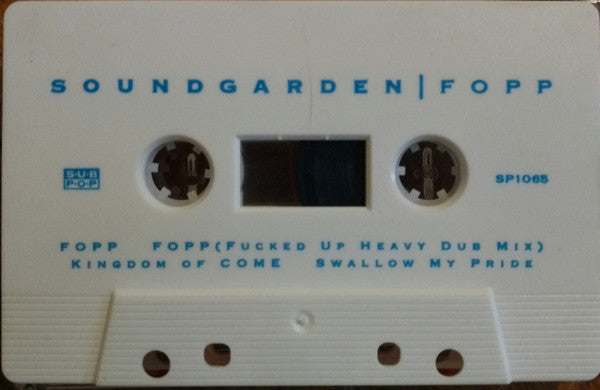 SOUNDGARDEN|FOPP
SUB
POP
SP1065
FOPP FOPP(FUCKED UP HEAVY DUB MIX)
KINGDOM OF COME SWALLOW MY PRIDE